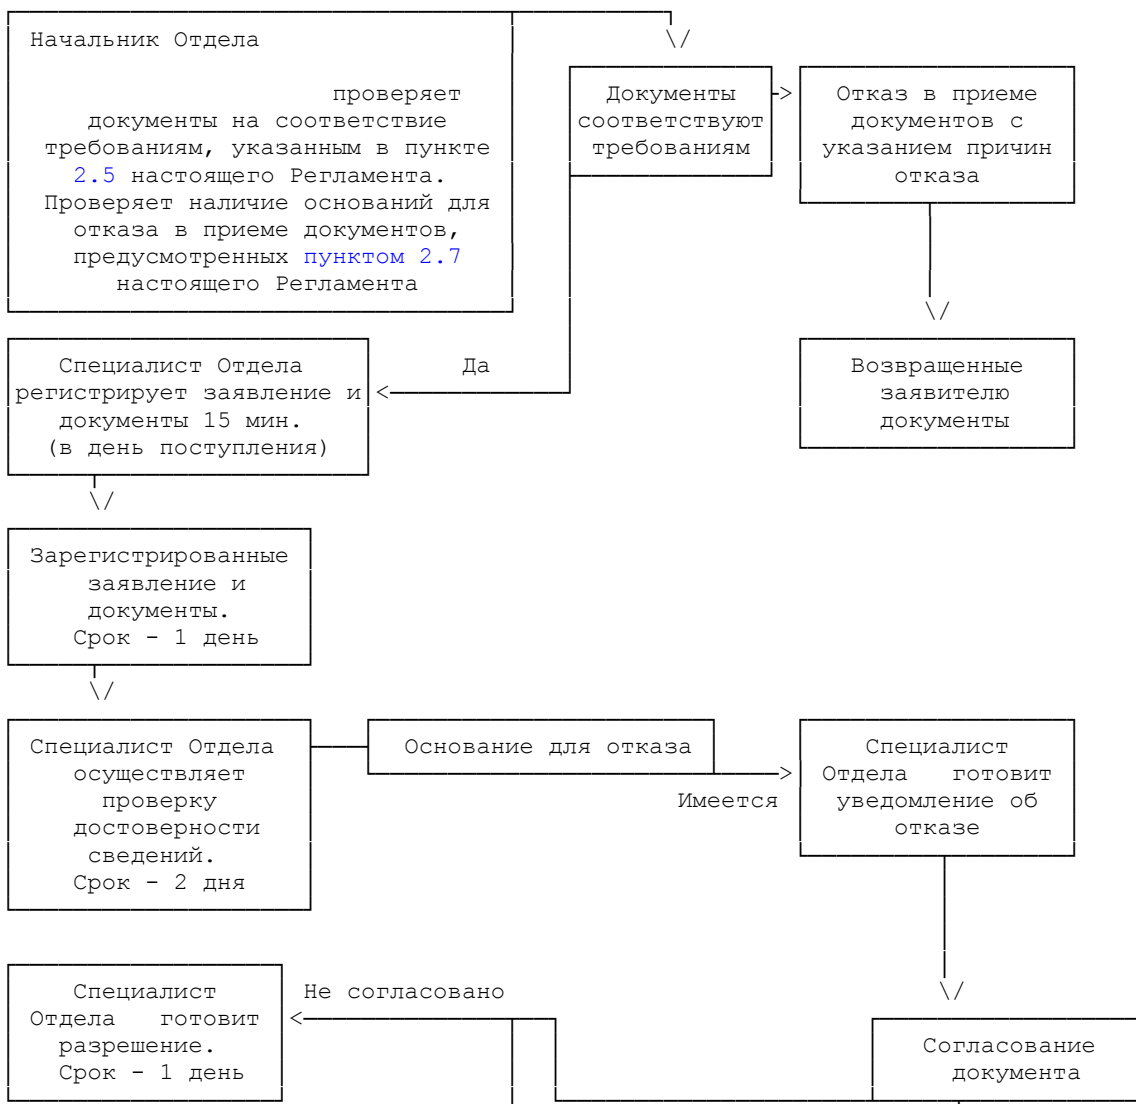 Начальник Отдела
проверяет
документы на соответствие
требованиям, указанным в пункте
2.5 настоящего Регламента.
Проверяет наличие оснований для
отказа в приеме документов,
предусмотренных пунктом 2.7
настоящего Регламента
Документы
соответствуют
требованиям
Отказ в приеме
документов с
указанием причин
отказа
Специалист Отдела
регистрирует заявление и
документы 15 мин.
(в день поступления)
Да
Возвращенные
заявителю
документы
Зарегистрированные
заявление и
документы.
Срок - 1 день
Специалист Отдела
осуществляет
проверку
достоверности
сведений.
Срок - 2 дня
Основание для отказа
Имеется
Специалист
Отдела готовит
уведомление об
отказе
Специалист
Отдела готовит
разрешение.
Срок - 1 день
Не согласовано
Согласование
документа